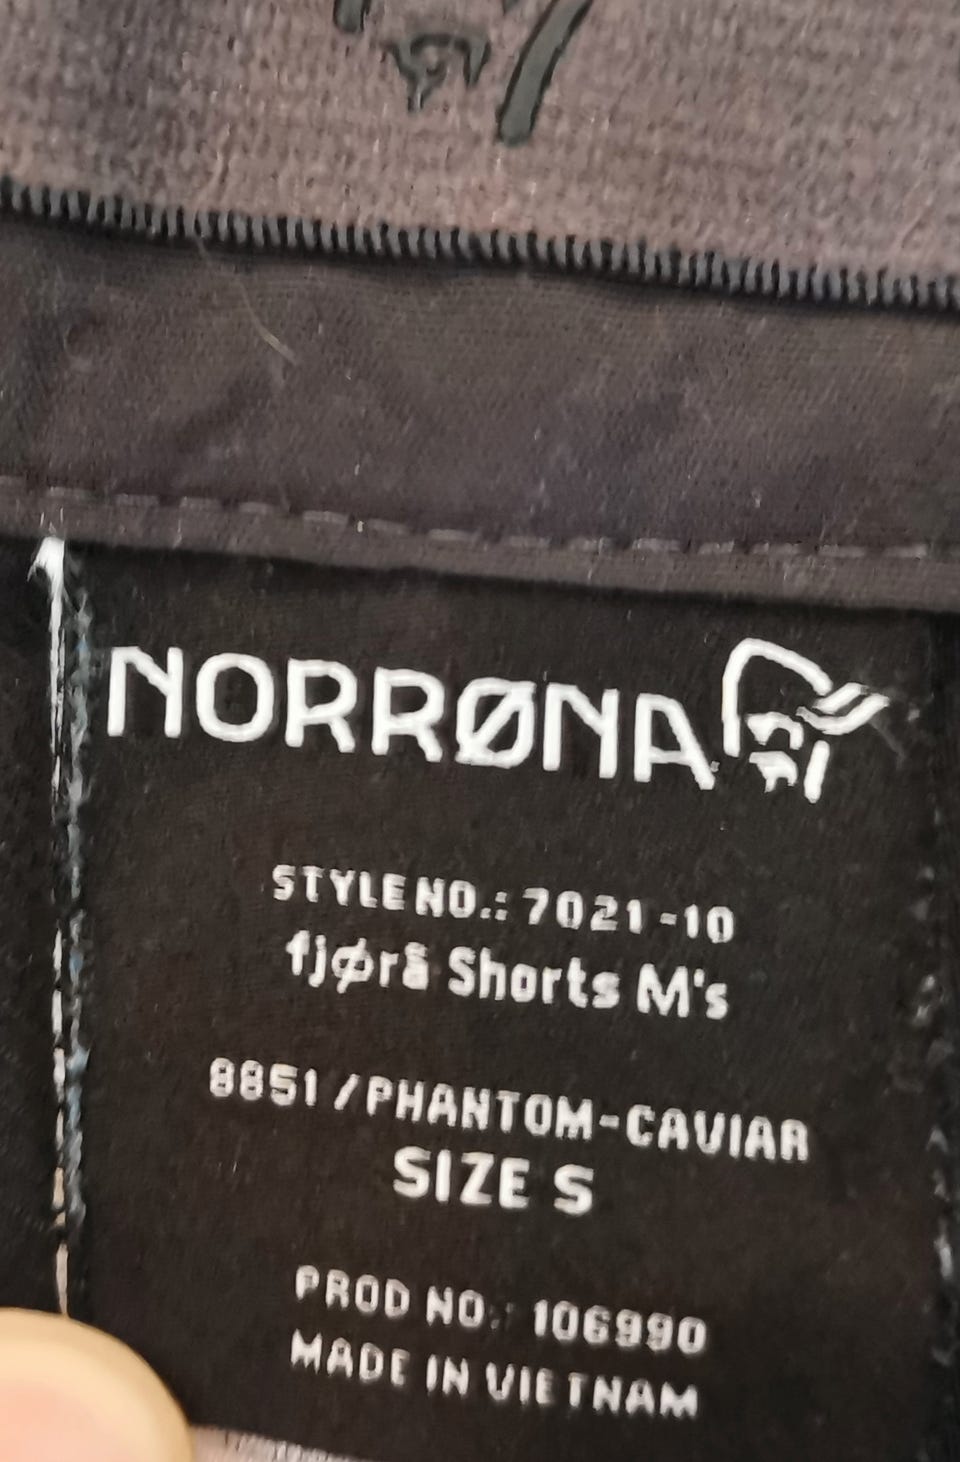 NORRØNA
STYLE NO.: 7021-10
fjørå Shorts M's
8851 / PHANTOM-CAVIAR
SIZE S
PROD NO.: 106990
MADE IN VIETNAM